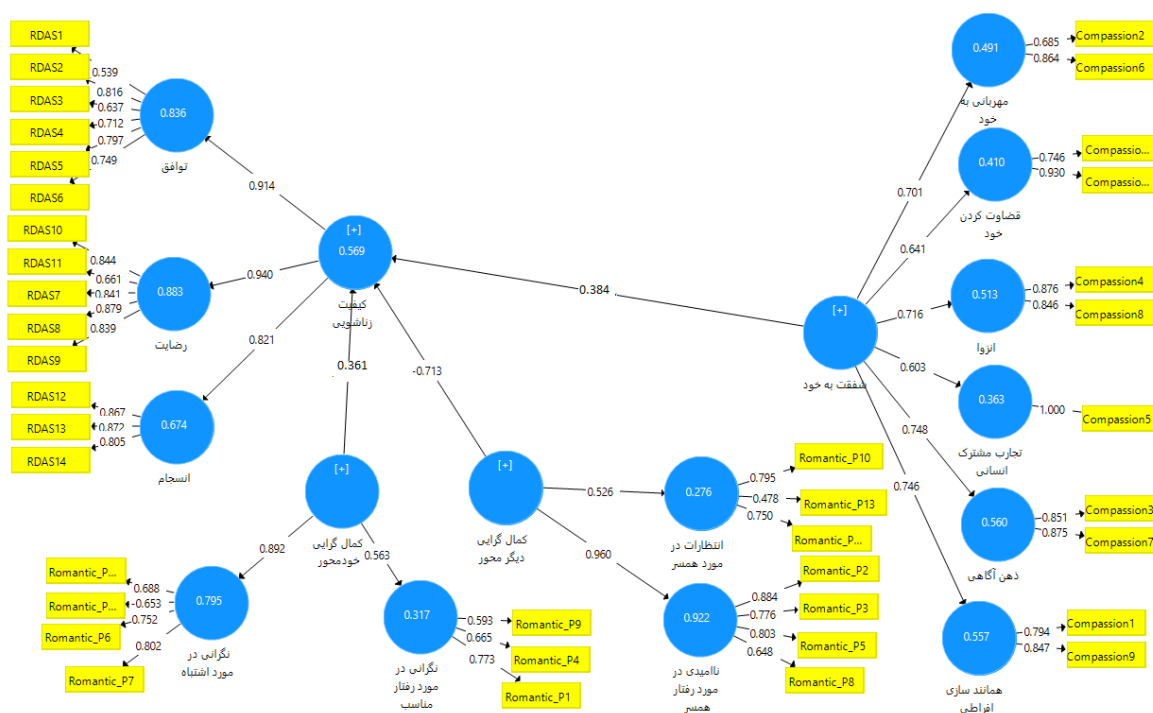 RDAS1
RDAS2
RDAS3
RDAS4
RDAS5
RDAS6
0.539
0.816
0.637
0.712
0.797
0.749
0.836
توافق
0.914
RDAS10
RDAS11
RDAS7
RDAS8
RDAS9
0.844
0.661
0.841
0.879
0.839
0.883
رضایت
0.940
RDAS12
RDAS13
RDAS14
0.867
0.872
0.805
0.674
انسجام
0.821
[+]
0.569
کیفیت
زناشویی
0.384
0.361
-0.713
[+]
کمال گرایی
خودمحور
0.892
0.563
[+]
کمال گرایی
دیگر محور
0.526
0.960
Romantic_P...
Romantic_P...
Romantic_P6
Romantic_P7
0.688
-0.653
0.752
0.802
0.795
نگرانی در
مورد اشتباه
0.317
نگرانی در
مورد رفتار
مناسب
0.593
0.665
0.773
Romantic_P9
Romantic_P4
Romantic_P1
0.276
انتظارات در
مورد همسر
0.795
0.478
0.750
Romantic_P10
Romantic_P13
Romantic_P...
0.922
ناامیدی در
مورد رفتار
همسر
0.884
0.776
0.803
0.648
Romantic_P2
Romantic_P3
Romantic_P5
Romantic_P8
[+]
شفقت به خود
0.701
0.641
0.716
0.603
0.748
0.746
0.491
مهربانی به
خود
0.685
0.864
Compassion2
Compassion6
0.410
قضاوت کردن
خود
0.746
0.930
Compassio...
Compassio...
0.513
انزوا
0.876
0.846
Compassion4
Compassion8
0.363
تجارب مشترک
انسانی
1.000
Compassion5
0.560
ذهن آگاهی
0.851
0.875
Compassion3
Compassion7
0.557
همانند سازی
افراطی
0.794
0.847
Compassion1
Compassion9